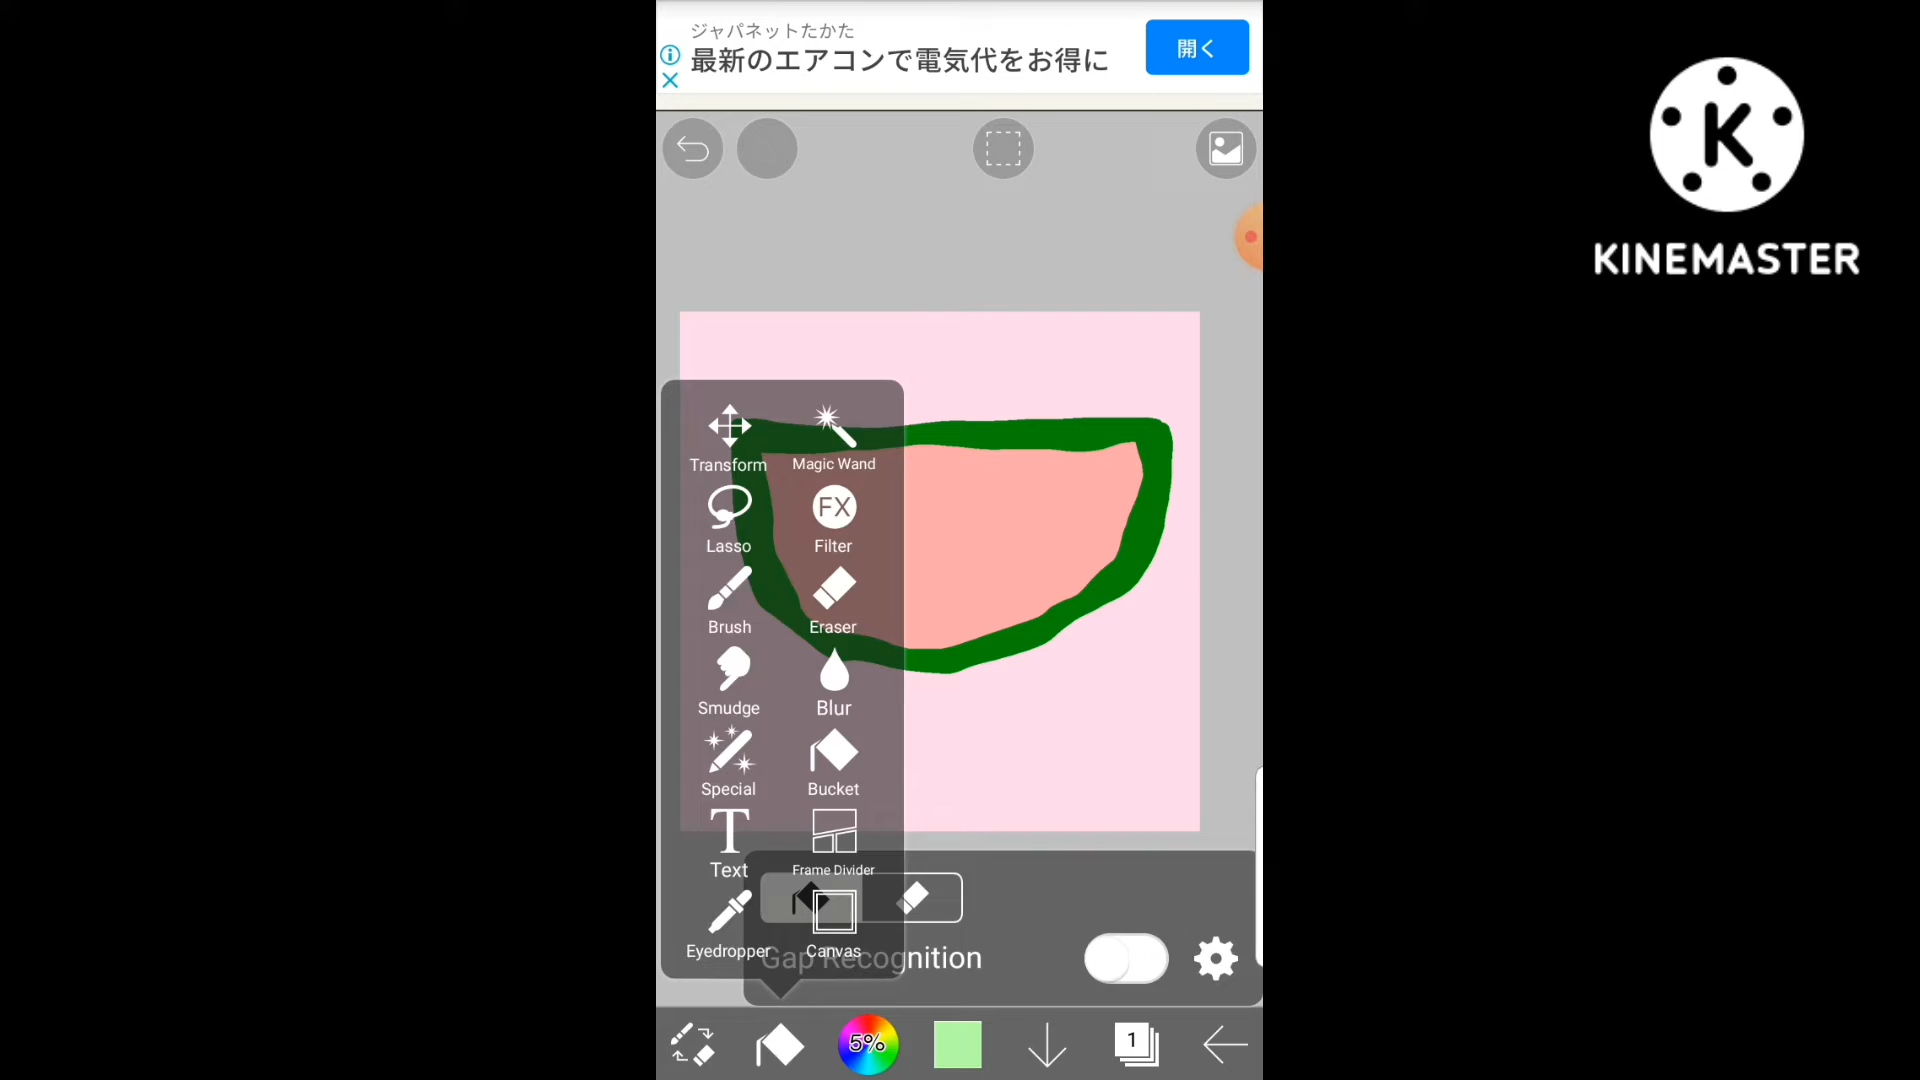 ジャパネットたかた
最新のエアコンで電気代をお得に
開く
K
KINEMASTER
Transform
Magic Wand
Lasso
FX
Filter
Brush
Eraser
Smudge
Blur
Special
Bucket
T
Text
Frame Divider
Eyedropper
Canvas
Gap Recognition
5%
1